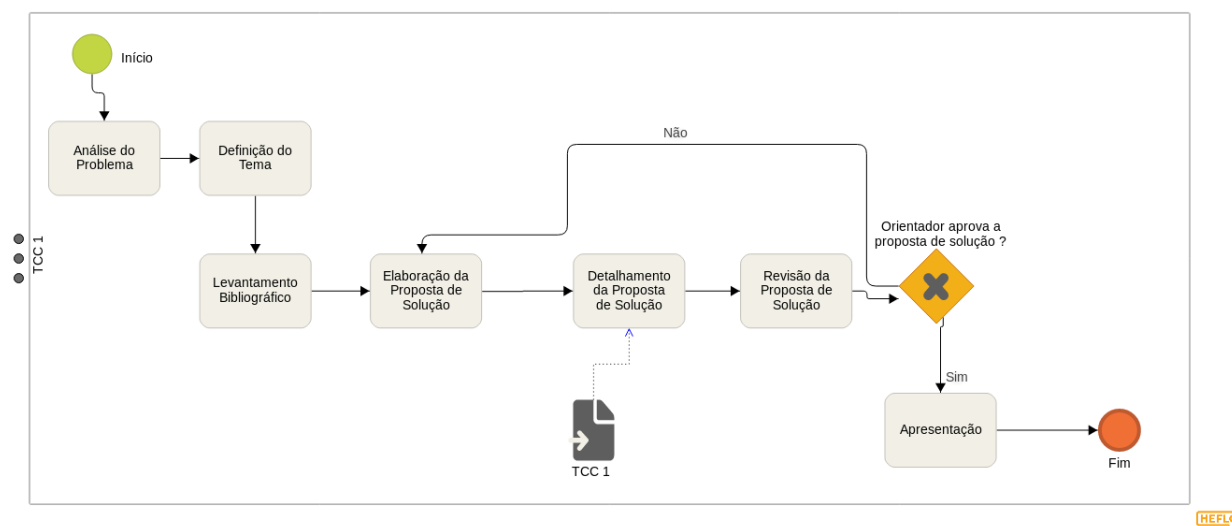 Início
Análise do
Problema
Definição do
Tema
Não
Orientador aprova a
proposta de solução ?
TCC 1
Levantamento
Bibliográfico
Elaboração da
Proposta de
Solução
Detalhamento
da Proposta
de Solução
Revisão da
Proposta de
Solução
Sim
Apresentação
TCC 1
Fim